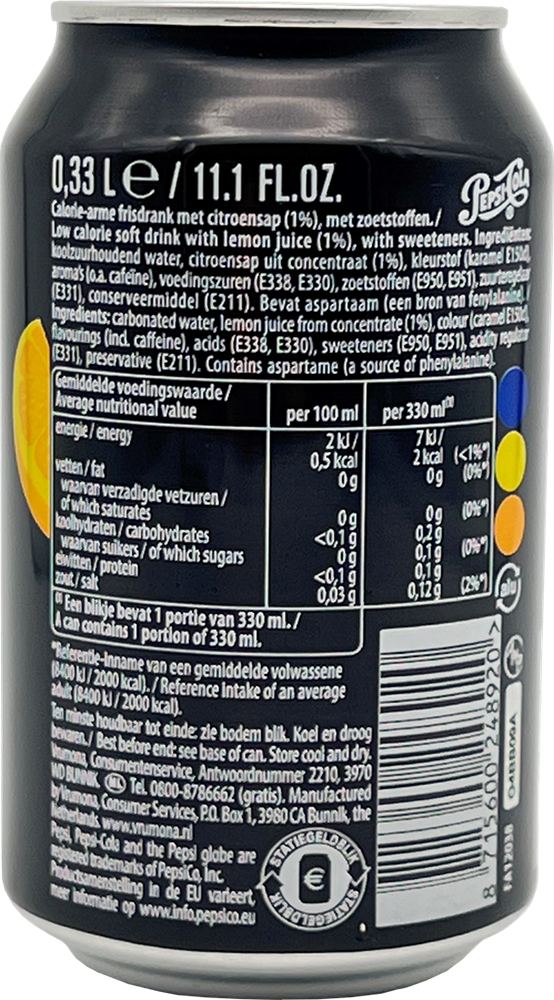 0,33 L℮ / 11.1 FL.OZ.
PEPSI-COLA
®
Calorie-arme frisdrank met citroensap (1%), met zoetstoffen. /
Low calorie soft drink with lemon juice (1%), with sweeteners. Ingrediënten:
koolzuurhoudend water, citroensap uit concentraat (1%), kleurstof (karamel E150d),
aroma's (o.a. cafeïne), voedingszuren (E338, E330), zoetstoffen (E950, E951), zuurteregelaar
(E331), conserveermiddel (E211). Bevat aspartaam (een bron van fenylalanine). /
Ingredients: carbonated water, lemon juice from concentrate (1%), colour (caramel E150d),
flavourings (incl. caffeine), acids (E338, E330), sweeteners (E950, E951), acidity regulator
(E331), preservative (E211). Contains aspartame (a source of phenylalanine).
Gemiddelde voedingswaarde /
Average nutritional value per 100 ml per 330 ml(1)
energie / energy 2 kJ / 7 kJ /
0,5 kcal 2 kcal (<1%*)
vetten / fat 0 g 0 g (0%*)
waarvan verzadigde vetzuren /
of which saturates 0 g 0 g (0%*)
koolhydraten / carbohydrates <0,1 g 0,2 g
waarvan suikers / of which sugars 0 g 0,1 g (0%*)
eiwitten / protein <0,1 g 0,1 g
zout / salt 0,03 g 0,12 g (2%*)
(1) Een blikje bevat 1 portie van 330 ml. /
A can contains 1 portion of 330 ml.
*Referentie-inname van een gemiddelde volwassene
(8400 kJ / 2000 kcal). / Reference Intake of an average
adult (8400 kJ / 2000 kcal).
Ten minste houdbaar tot einde: zie bodem blik. Koel en droog
bewaren. / Best before end: see base of can. Store cool and dry.
Vrumona, Consumentenservice, Antwoordnummer 2210, 3970
WD BUNNIK NL Tel. 0800-8786662 (gratis). Manufactured
by Vrumona, Consumer Services, P.O. Box 1, 3980 CA Bunnik, the
Netherlands. www.vrumona.nl
Pepsi, Pepsi-Cola and the Pepsi globe are
registered trademarks of PepsiCo, Inc.
Productsamenstelling in de EU varieert,
meer informatie op www.info.pepsico.eu
STATIEGELDBLIK
€
STATIEGELDBLIK
alu
8 715600 248920 >
O4BB09A
FA12038